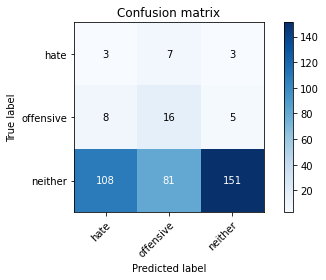 Confusion matrix
True label
hate 3 7 3
offensive 8 16 5
neither 108 81 151
hate offensive neither
Predicted label
140
120
100
80
60
40
20